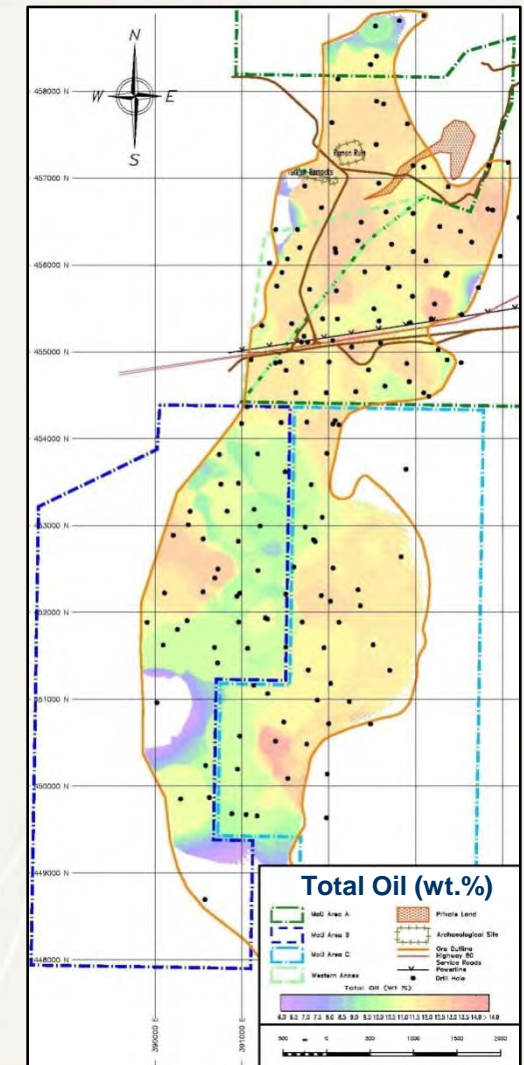 N
W E
S
458000 N
Roman Ruin
457000 N
456000 N
455000 N
454000 N
453000 N
452000 N
451000 N
450000 N
449000 N
448000 N
390000 E
391000 E
Total Oil (wt.%)
MoU Area A
MoU Area B
MoU Area C
Western Annex
Private Land
Archaeological Site
Ore Outline
Highway 80
Service Roads
Powerline
Drill Hole
Total Oil (Wt %)
500 0 500 1000 1500 2000